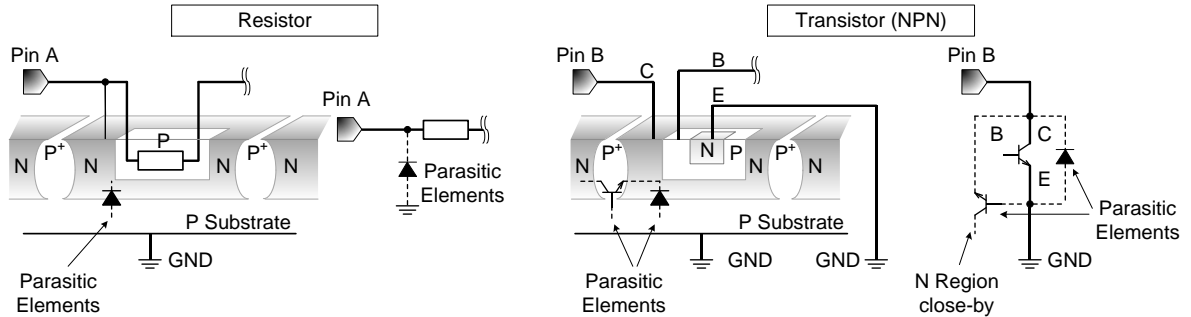 Resistor
Transistor (NPN)
Pin A
Pin B
C
B
E
Pin B
Pin A
N
P+
N
P
N
P+
N
Parasitic
Elements
N
P+
N
N
P
N
P+
N
B
C
E
P Substrate
GND
Parasitic
Elements
P Substrate
GND
GND
Parasitic
Elements
Parasitic
Elements
GND
N Region
close-by